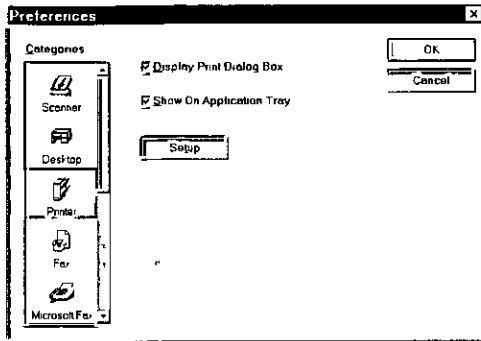 Preferences
Categories
Scanner
Desktop
Printer
Fax
Microsoft Fax
Display Print Dialog Box
Show On Application Tray
Setup
OK
Cancel